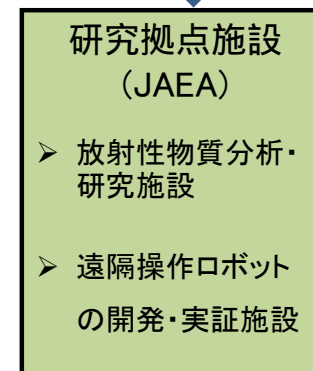 研究拠点施設
（JAEA）
➢ 放射性物質分析・
研究施設
➢ 遠隔操作ロボット
の開発・実証施設